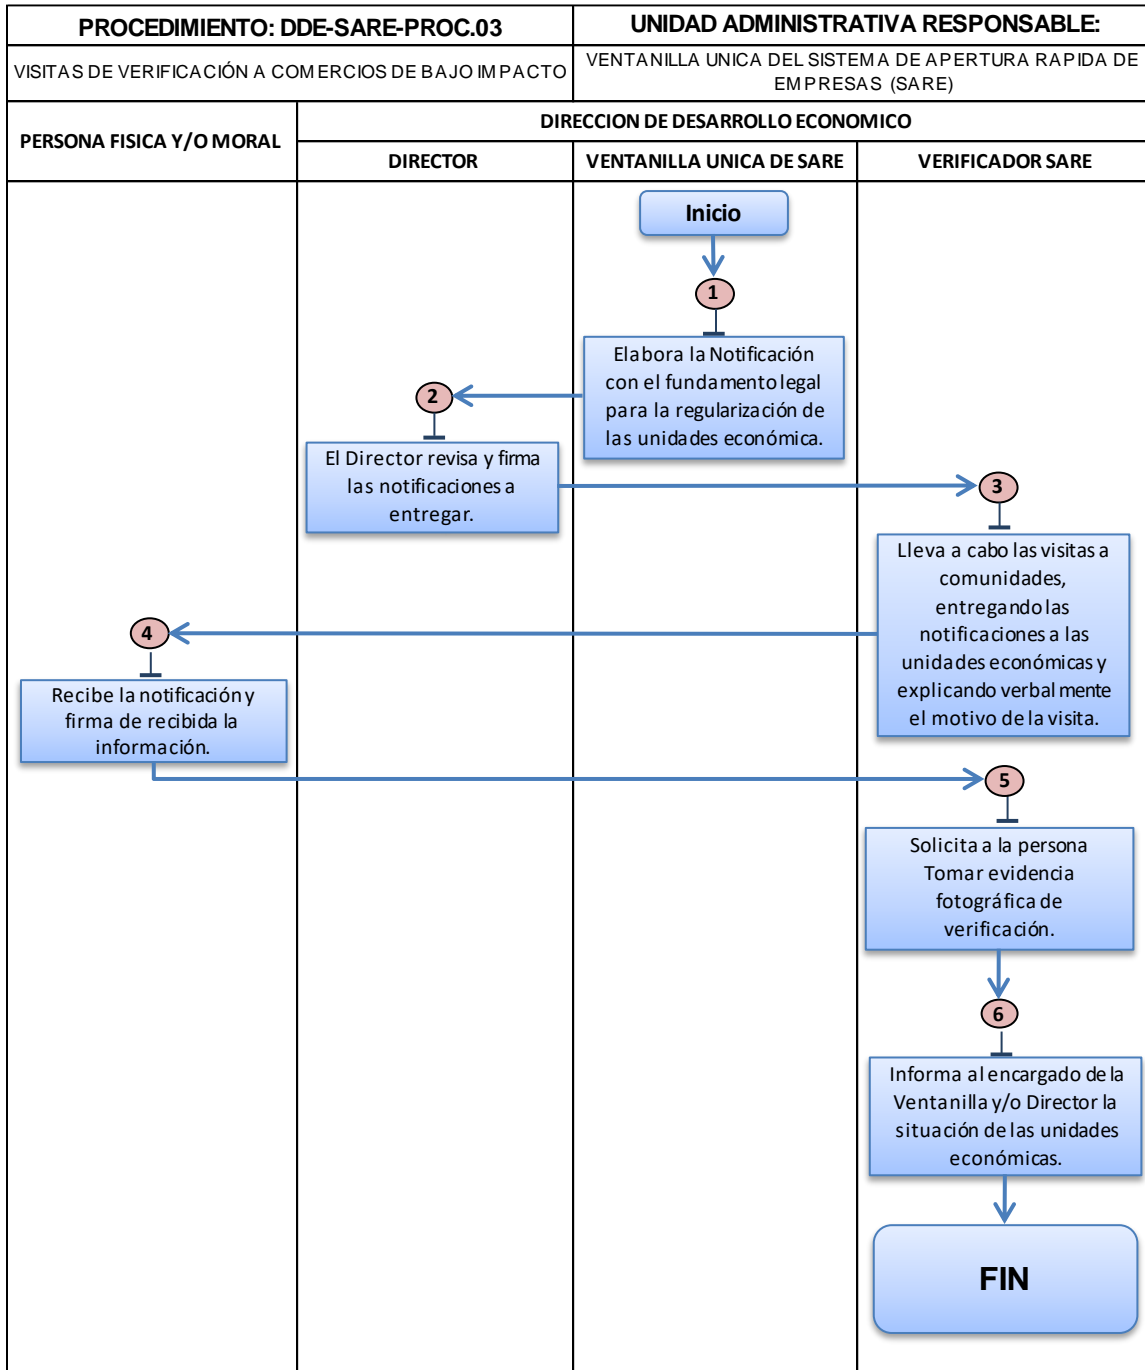 PROCEDIMIENTO: DDE-SARE-PROC.03
UNIDAD ADMINISTRATIVA RESPONSABLE:
VISITAS DE VERIFICACIÓN A COMERCIOS DE BAJO IMPACTO
VENTANILLA UNICA DEL SISTEMA DE APERTURA RAPIDA DE
EMPRESAS (SARE)
PERSONA FISICA Y/O MORAL
DIRECCION DE DESARROLLO ECONOMICO
DIRECTOR
VENTANILLA UNICA DE SARE
VERIFICADOR SARE
Inicio
1
Elabora la Notificación
con el fundamento legal
para la regularización de
las unidades económica.
2
El Director revisa y firma
las notificaciones a
entregar.
3
Lleva a cabo las visitas a
comunidades,
entregando las
notificaciones a las
unidades económicas y
explicando verbalmente
el motivo de la visita.
4
Recibe la notificación y
firma de recibida la
información.
5
Solicita a la persona
Tomar evidencia
fotográfica de
verificación.
6
Informa al encargado de la
Ventanilla y/o Director la
situación de las unidades
económicas.
FIN